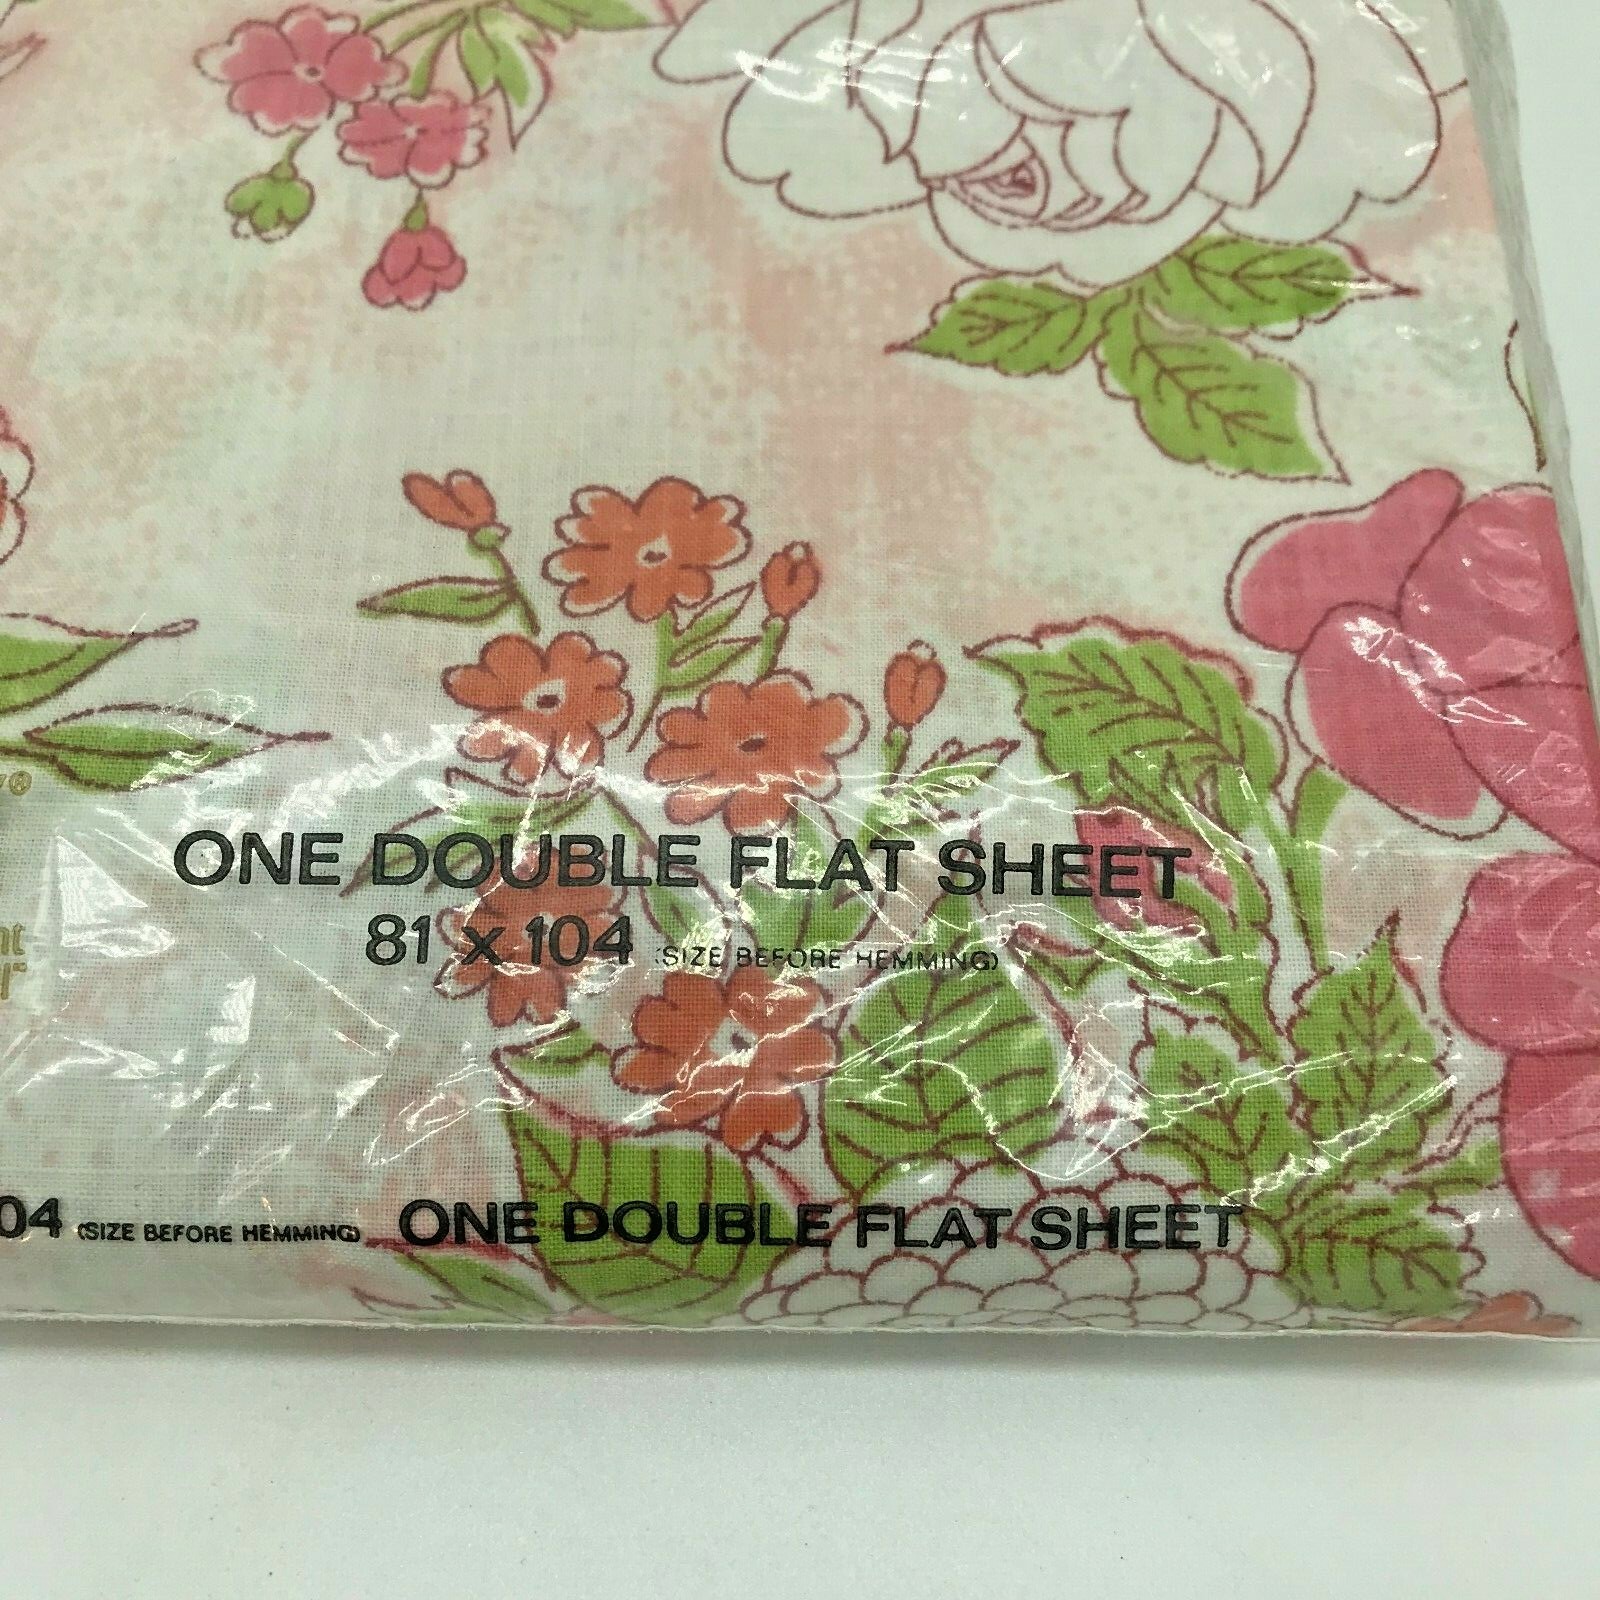 ONE DOUBLE FLAT SHEET
81 x 104 (SIZE BEFORE HEMMING)
04 (SIZE BEFORE HEMMING) ONE DOUBLE FLAT SHEET